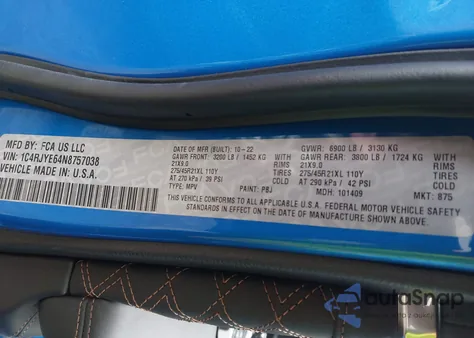 MFD BY: FCA US LLC
DATE OF MFR (BUILT): 10-22
GVWR: 6900 LB / 3130 KG
VIN: 1C4RJYE64N8757038
GAWR FRONT: 3200 LB / 1452 KG
GAWR REAR: 3800 LB / 1724 KG
VEHICLE MADE IN: U.S.A.
21X9.0 RIMS
21X9.0 RIMS
275/45R21XL 110Y TIRES
275/45R21XL 110Y TIRES
AT 270 kPa / 39 PSI COLD
AT 290 kPa / 42 PSI COLD
TYPE: MPV
PAINT: PBJ
MDH: 101409
MKT: 875
THIS VEHICLE CONFORMS TO ALL APPLICABLE U.S.A. FEDERAL MOTOR VEHICLE SAFETY
STANDARDS IN EFFECT ON THE DATE OF MANUFACTURE SHOWN ABOVE.
autoSnap